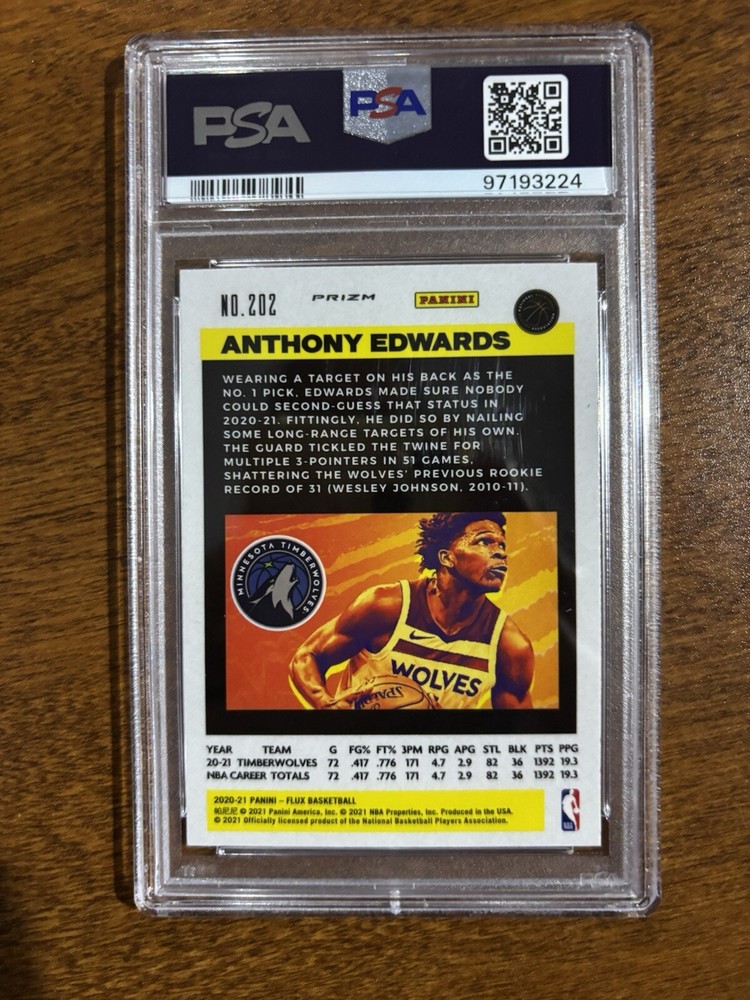 PSA PSA
97193224
NO.202 PRIZM PANINI
ANTHONY EDWARDS
WEARING A TARGET ON HIS BACK AS THE
NO. 1 PICK, EDWARDS MADE SURE NOBODY
COULD SECOND-GUESS THAT STATUS IN
2020-21. FITTINGLY, HE DID SO BY NAILING
SOME LONG-RANGE TARGETS OF HIS OWN.
THE GUARD TICKLED THE TWINE FOR
MULTIPLE 3-POINTERS IN 51 GAMES,
SHATTERING THE WOLVES' PREVIOUS ROOKIE
RECORD OF 31 (WESLEY JOHNSON, 2010-11).
MINNESOTA TIMBERWOLVES
WOLVES
SPALDING
YEAR TEAM G FG% FT% 3PM RPG APG STL BLK PTS PPG
20-21 TIMBERWOLVES 72 .417 .776 171 4.7 2.9 82 36 1392 19.3
NBA CAREER TOTALS 72 .417 .776 171 4.7 2.9 82 36 1392 19.3
2020-21 PANINI – FLUX BASKETBALL
帕尼尼 © 2021 Panini America, Inc. © 2021 NBA Properties, Inc. Produced in the USA.
© 2021 Officially licensed product of the National Basketball Players Association.
PSA